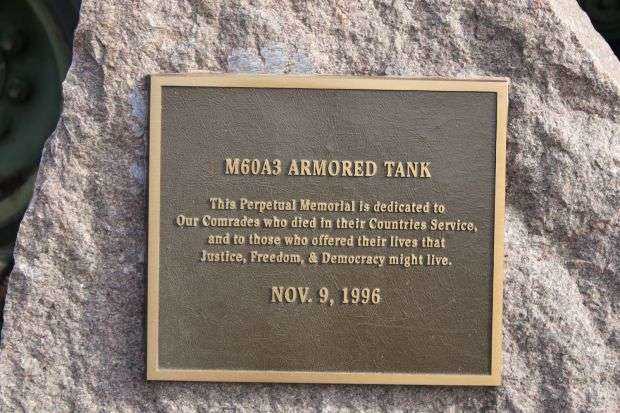 M60A3 ARMORED TANK
This Perpetual Memorial is dedicated to
Our Comrades who died in their Countries Service,
and to those who offered their lives that
Justice, Freedom, & Democracy might live.
NOV. 9, 1996